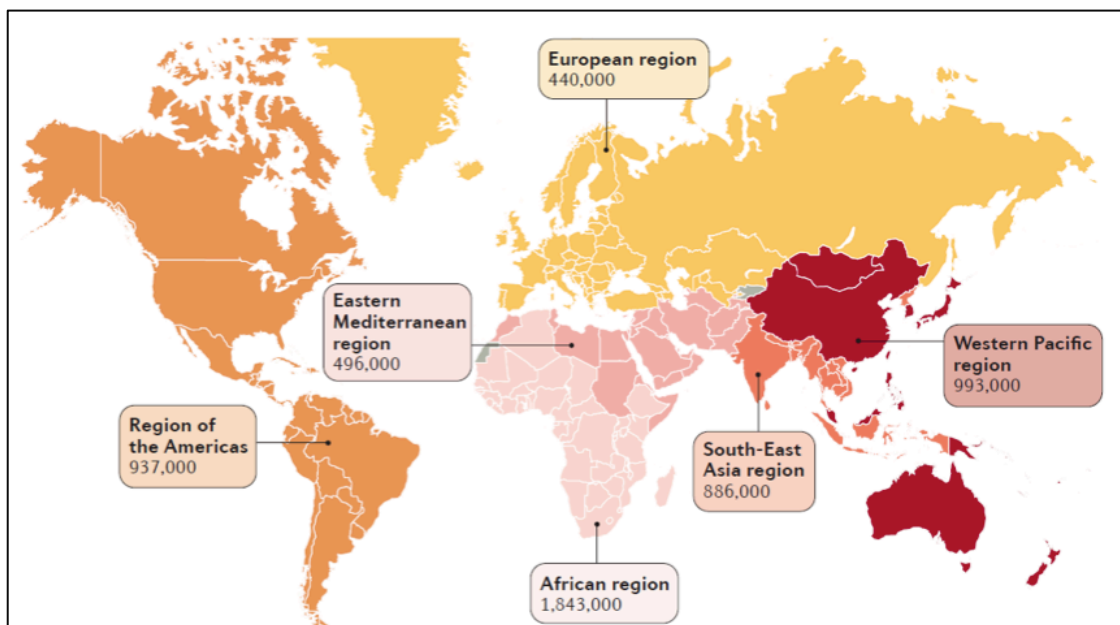 European region
440,000
Eastern
Mediterranean
region
496,000
Western Pacific
region
993,000
Region of
the Americas
937,000
South-East
Asia region
886,000
African region
1,843,000